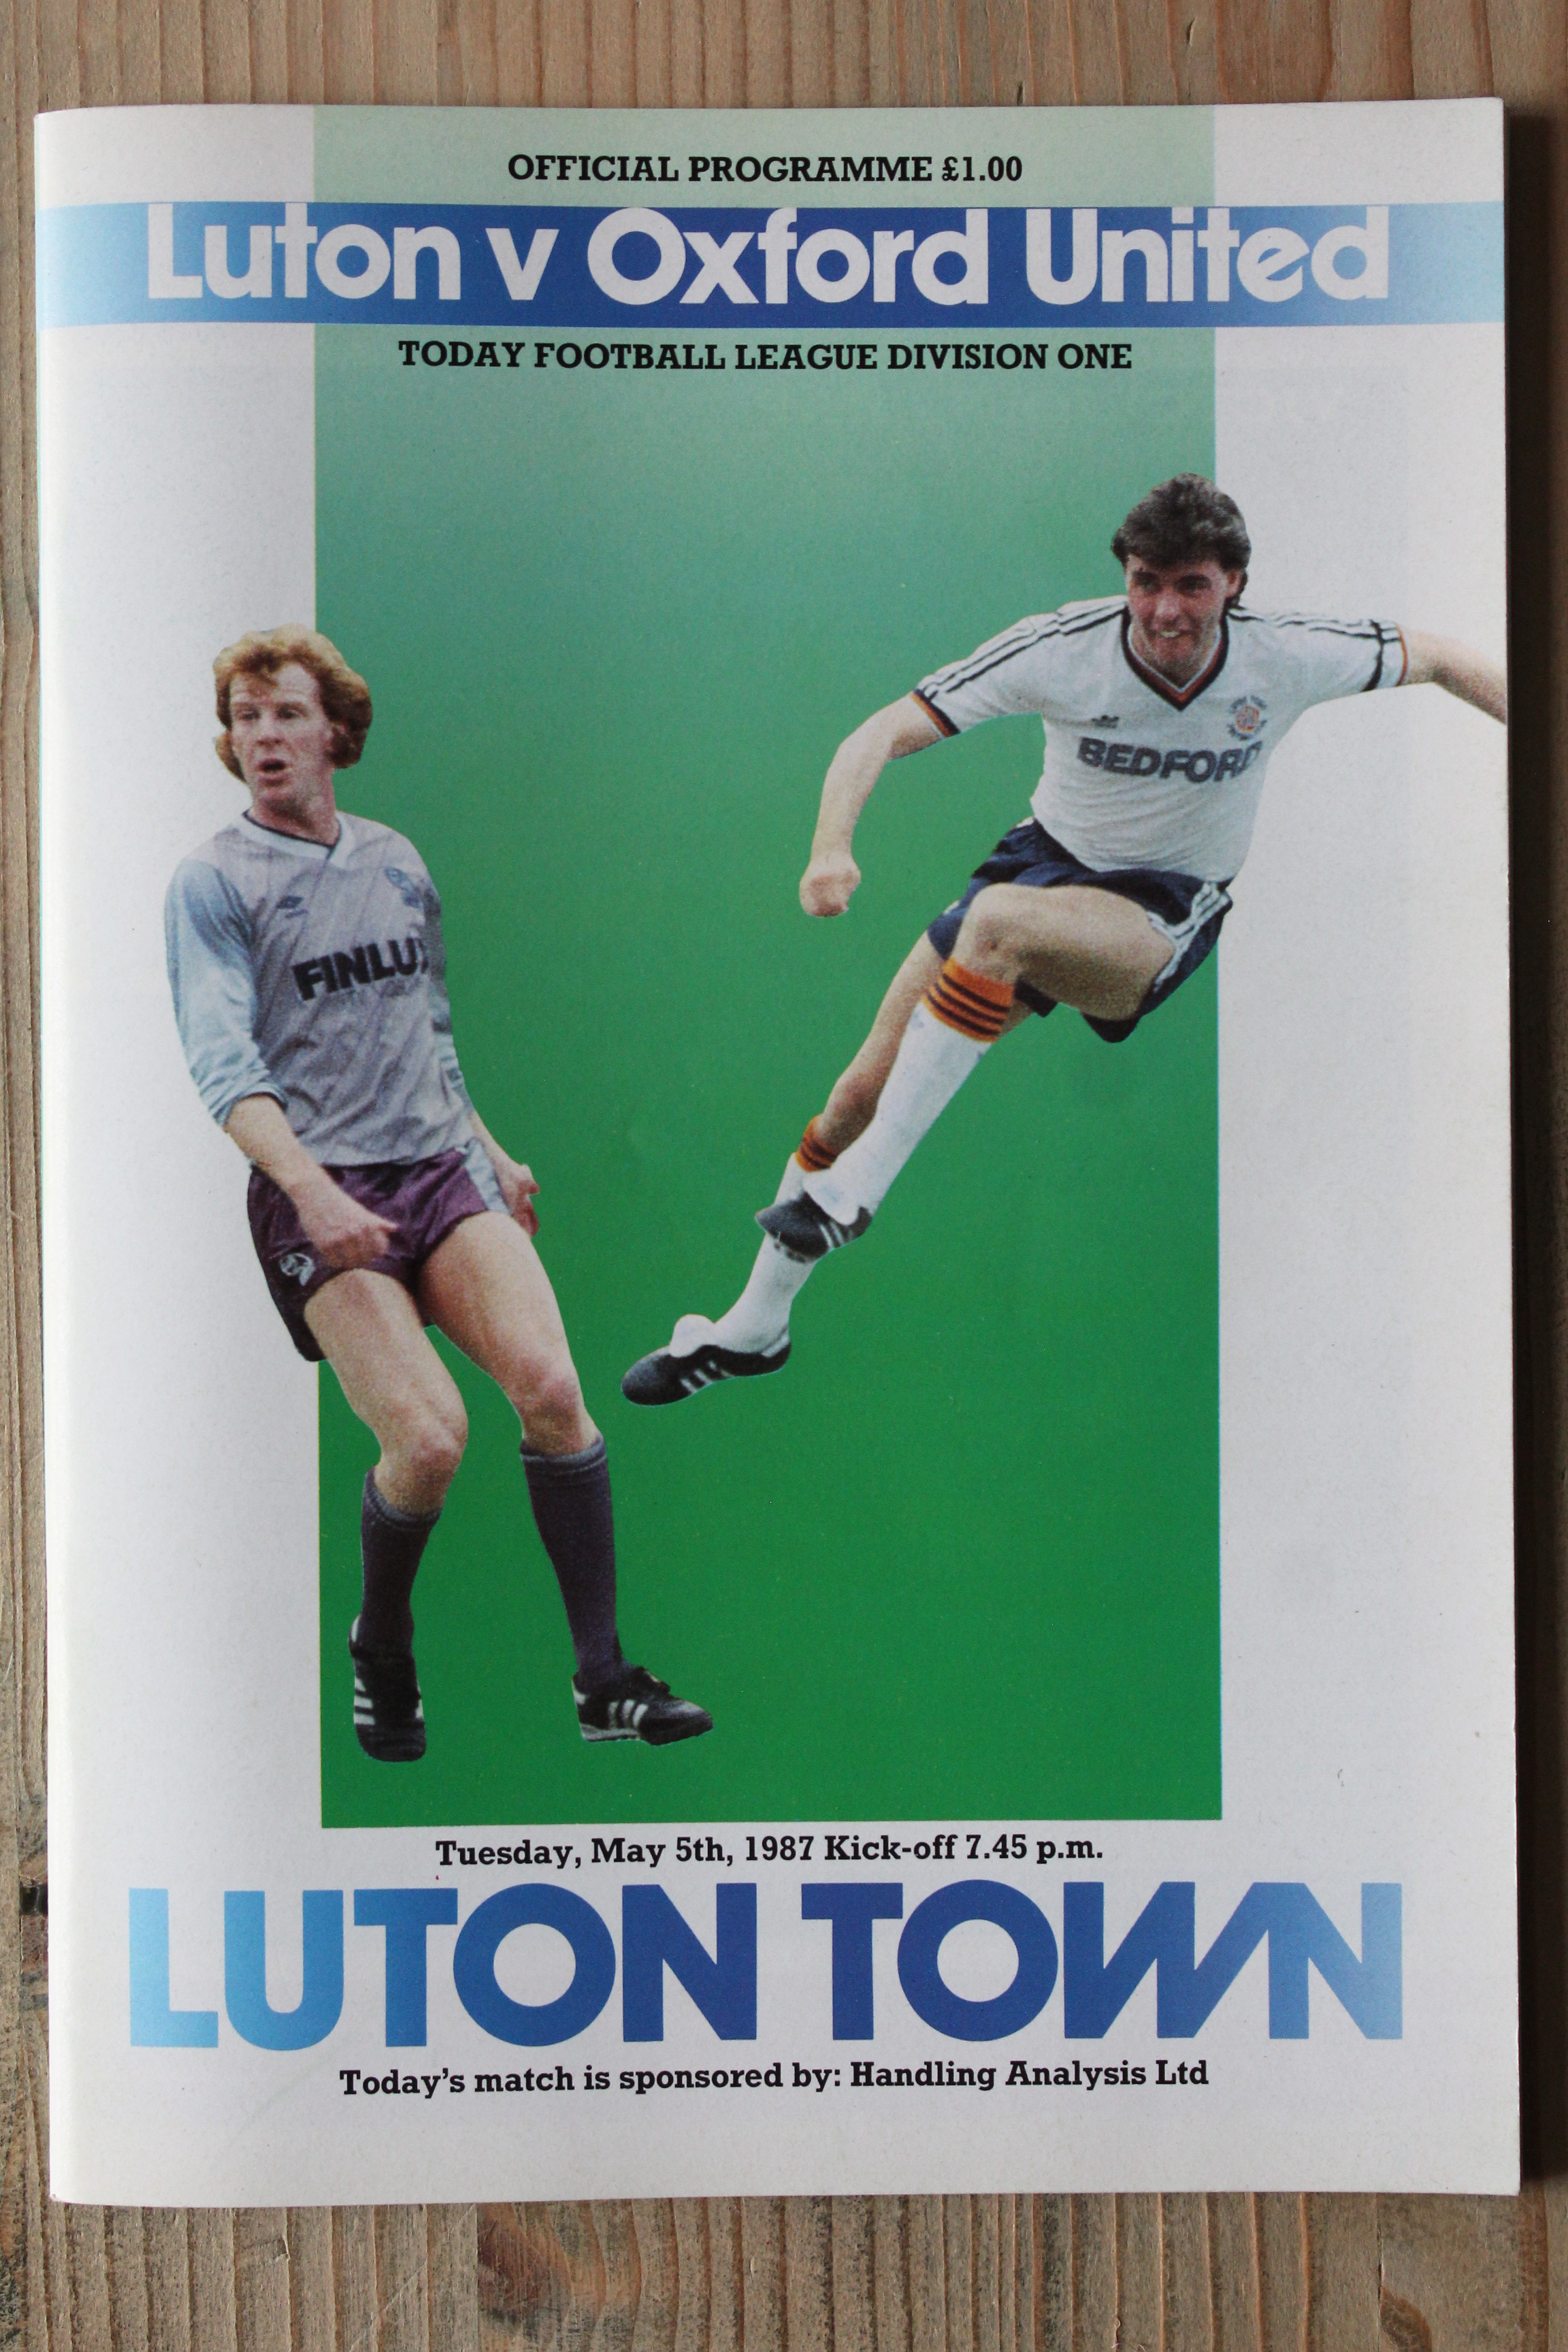 OFFICIAL PROGRAMME £1.00
Luton v Oxford United
TODAY FOOTBALL LEAGUE DIVISION ONE
BEDFORD
FINLU
Tuesday, May 5th, 1987 Kick-off 7.45 p.m.
LUTON TOWN
Today's match is sponsored by: Handling Analysis Ltd